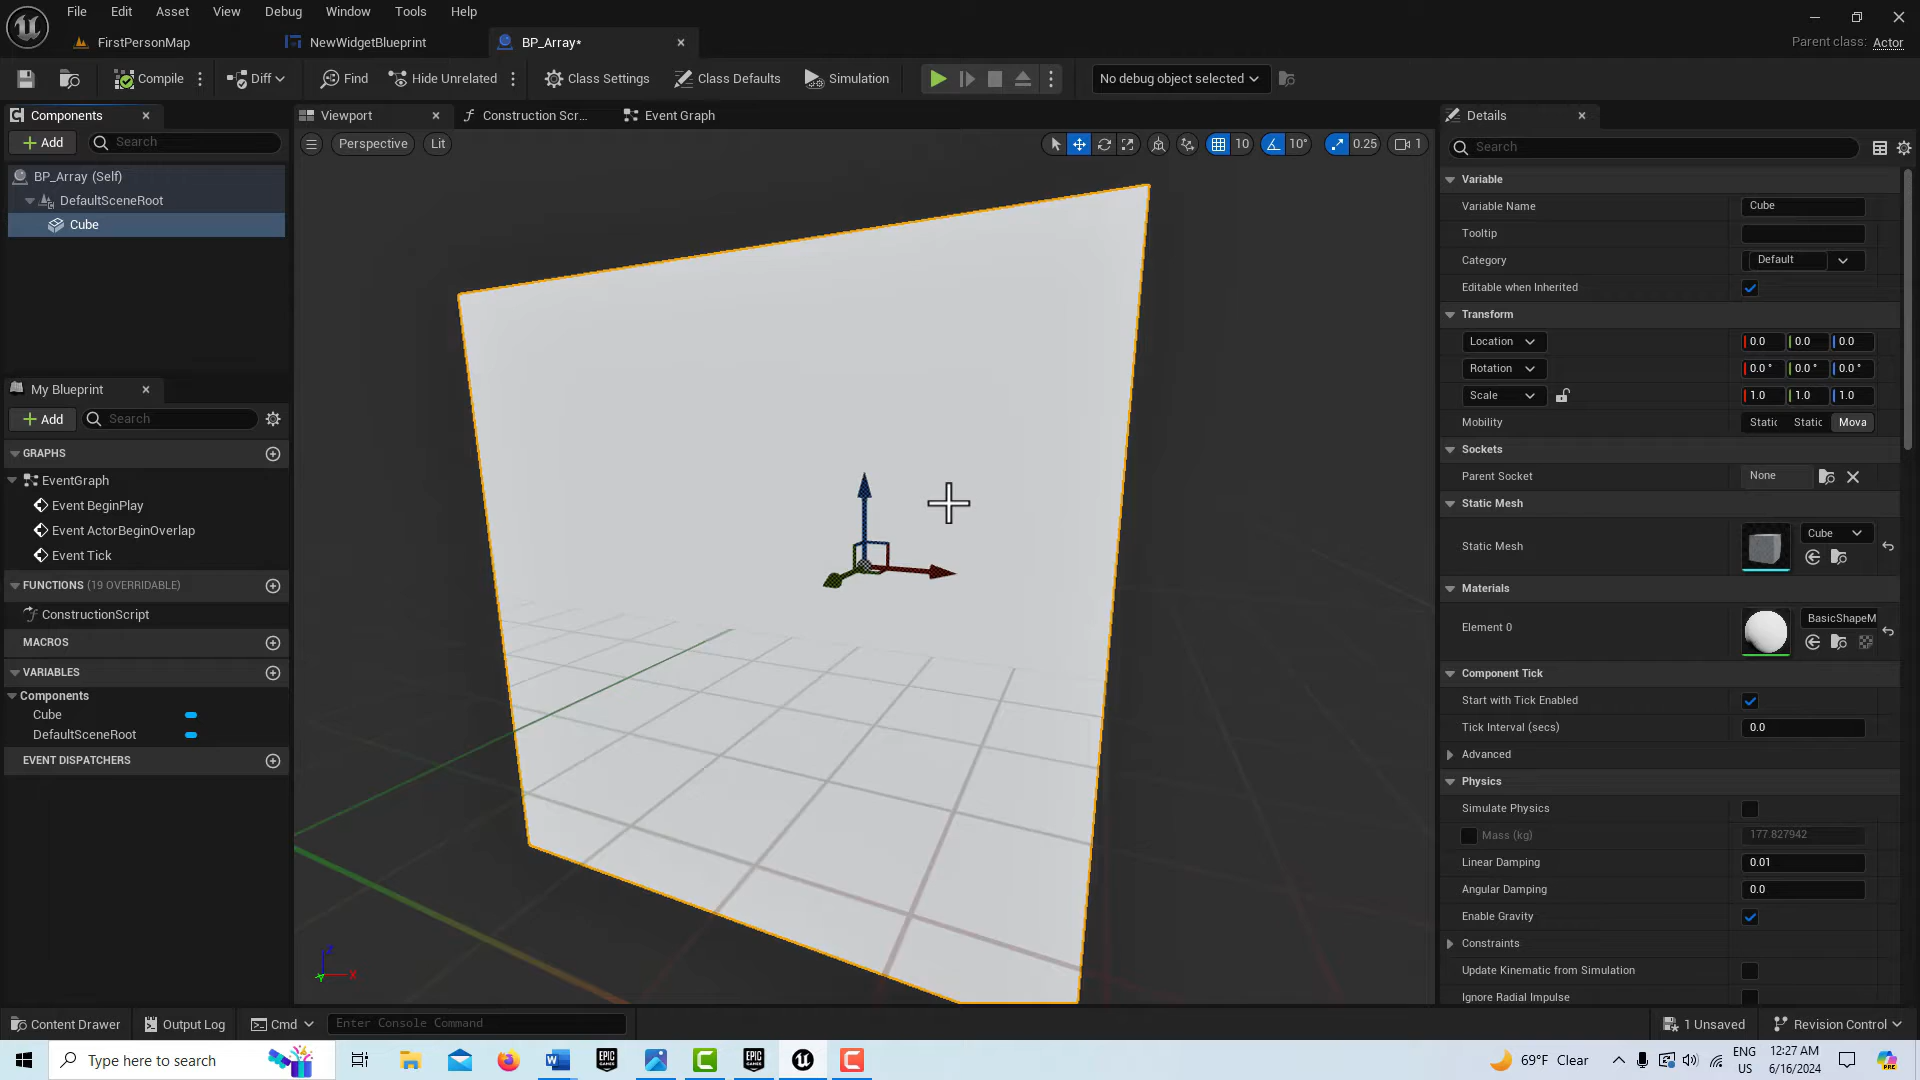 File Edit Asset View Debug Window Tools Help
FirstPersonMap NewWidgetBlueprint BP_Array* Parent class: Actor
Compile Diff Find Hide Unrelated Class Settings Class Defaults Simulation No debug object selected
Components Viewport Construction Scr... Event Graph Details
Add Search Perspective Lit 10 10° 0.25 1 Search
BP_Array (Self)
DefaultSceneRoot
Cube
My Blueprint
Add Search
GRAPHS
EventGraph
Event BeginPlay
Event ActorBeginOverlap
Event Tick
FUNCTIONS (19 OVERRIDABLE)
ConstructionScript
MACROS
VARIABLES
Components
Cube
DefaultSceneRoot
EVENT DISPATCHERS
Z X Y
Variable
Variable Name Cube
Tooltip
Category Default
Editable when Inherited
Transform
Location 0.0 0.0 0.0
Rotation 0.0 ° 0.0 ° 0.0 °
Scale 1.0 1.0 1.0
Mobility Static Static Mova
Sockets
Parent Socket None
Static Mesh
Static Mesh Cube
Materials
Element 0 BasicShapeM
Component Tick
Start with Tick Enabled
Tick Interval (secs) 0.0
Advanced
Physics
Simulate Physics
Mass (kg) 177.827942
Linear Damping 0.01
Angular Damping 0.0
Enable Gravity
Constraints
Update Kinematic from Simulation
Ignore Radial Impulse
Content Drawer Output Log Cmd Enter Console Command 1 Unsaved Revision Control
Type here to search 69°F Clear ENG US 12:27 AM 6/16/2024